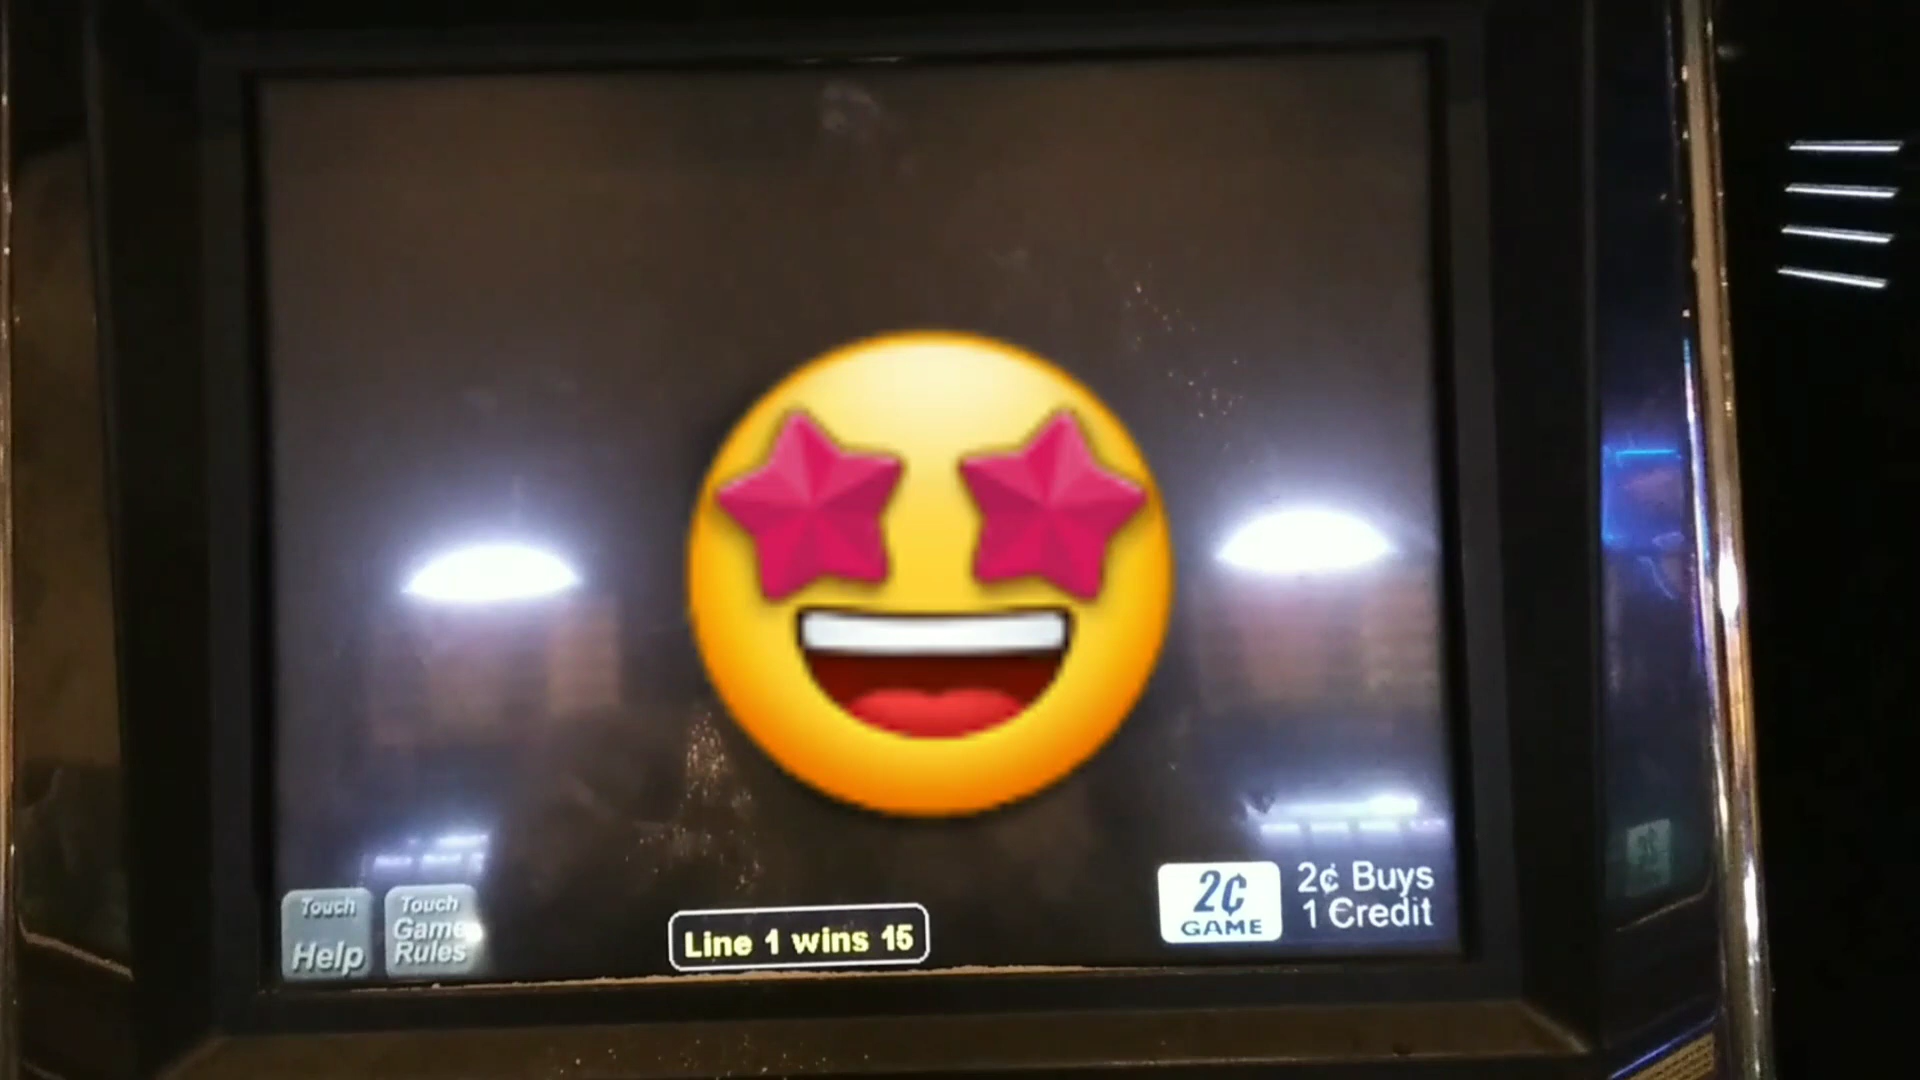 Touch
Help
Touch
Game
Rules
Line 1 wins 15
2¢
GAME
2¢ Buys
1 Credit